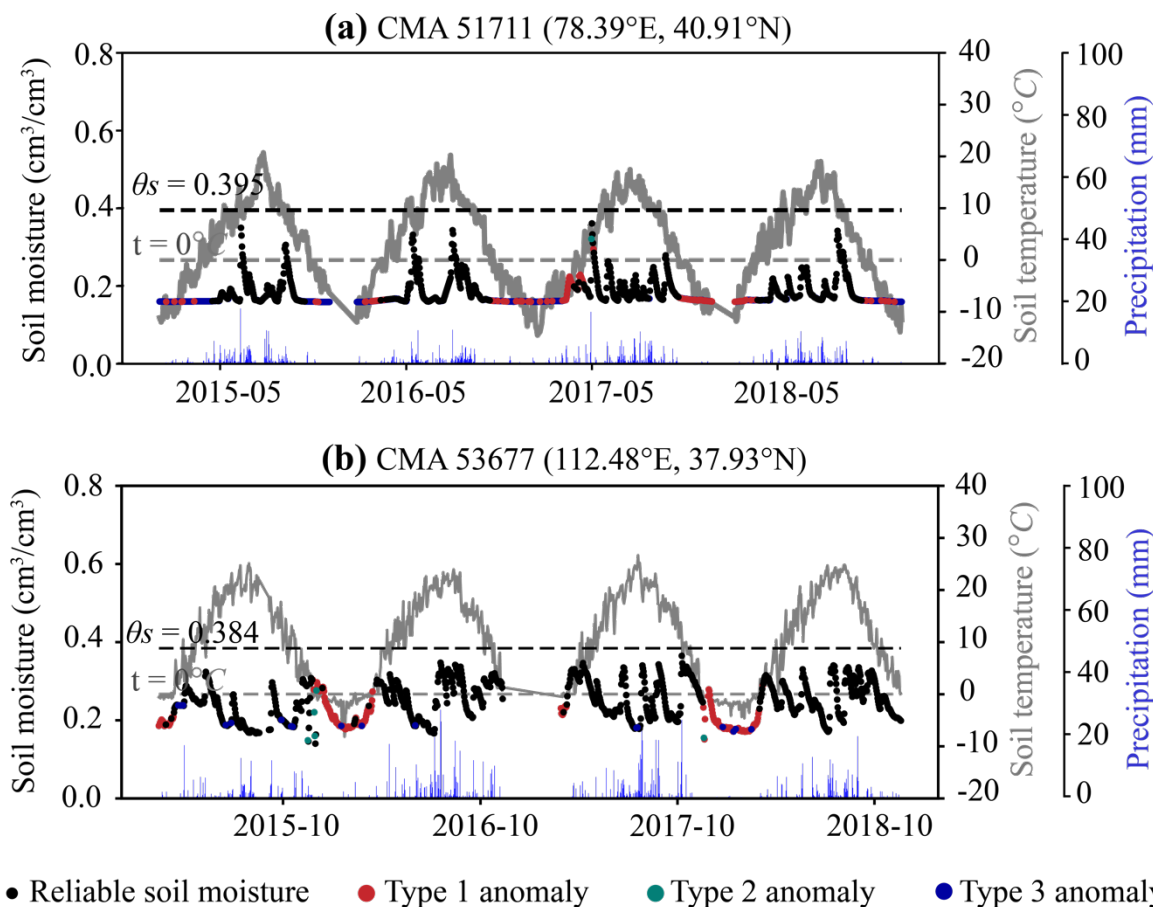 (a) CMA 51711 (78.39°E, 40.91°N)
Soil moisture (cm³/cm³)
0.8
0.6
0.4
0.2
0.0
θs = 0.395
t = 0°C
40
30
20
10
0
-10
-20
Soil temperature (°C)
100
80
60
40
20
0
Precipitation (mm)
2015-05 2016-05 2017-05 2018-05
(b) CMA 53677 (112.48°E, 37.93°N)
Soil moisture (cm³/cm³)
0.8
0.6
0.4
0.2
0.0
θs = 0.384
t = 0°C
40
30
20
10
0
-10
-20
Soil temperature (°C)
100
80
60
40
20
0
Precipitation (mm)
2015-10 2016-10 2017-10 2018-10
Reliable soil moisture Type 1 anomaly Type 2 anomaly Type 3 anomaly